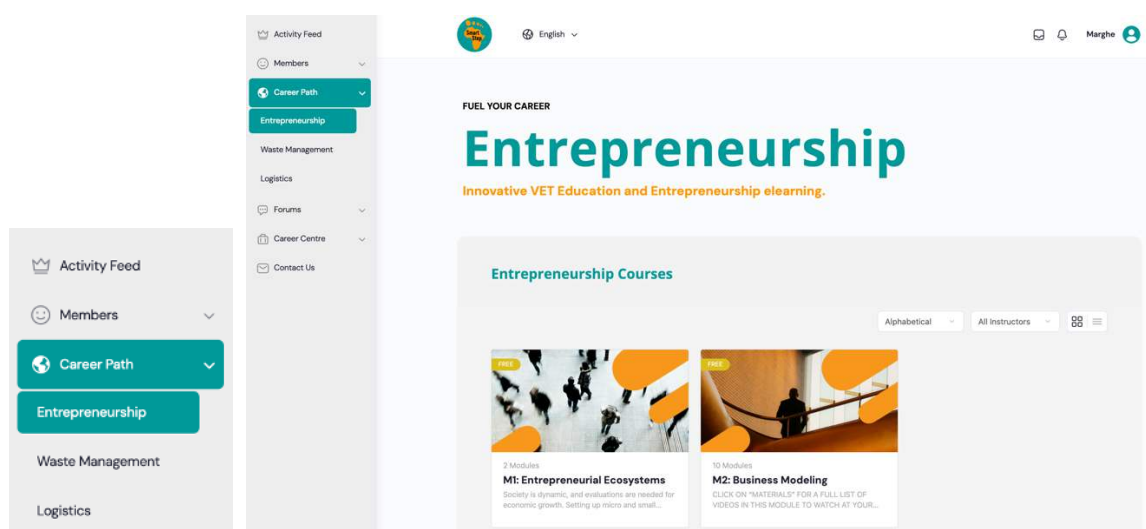 Activity Feed
Members
Career Path
Entrepreneurship
Waste Management
Logistics
Activity Feed
Members
Career Path
Entrepreneurship
Waste Management
Logistics
Forums
Career Centre
Contact Us
Smart
Step
English
Marghe
FUEL YOUR CAREER
Entrepreneurship
Innovative VET Education and Entrepreneurship elearning.
Entrepreneurship Courses
Alphabetical
All Instructors
FREE
2 Modules
M1: Entrepreneurial Ecosystems
Society is dynamic, and evaluations are needed for
economic growth. Setting up micro and small...
FREE
10 Modules
M2: Business Modeling
CLICK ON "MATERIALS" FOR A FULL LIST OF
VIDEOS IN THIS MODULE TO WATCH AT YOUR...